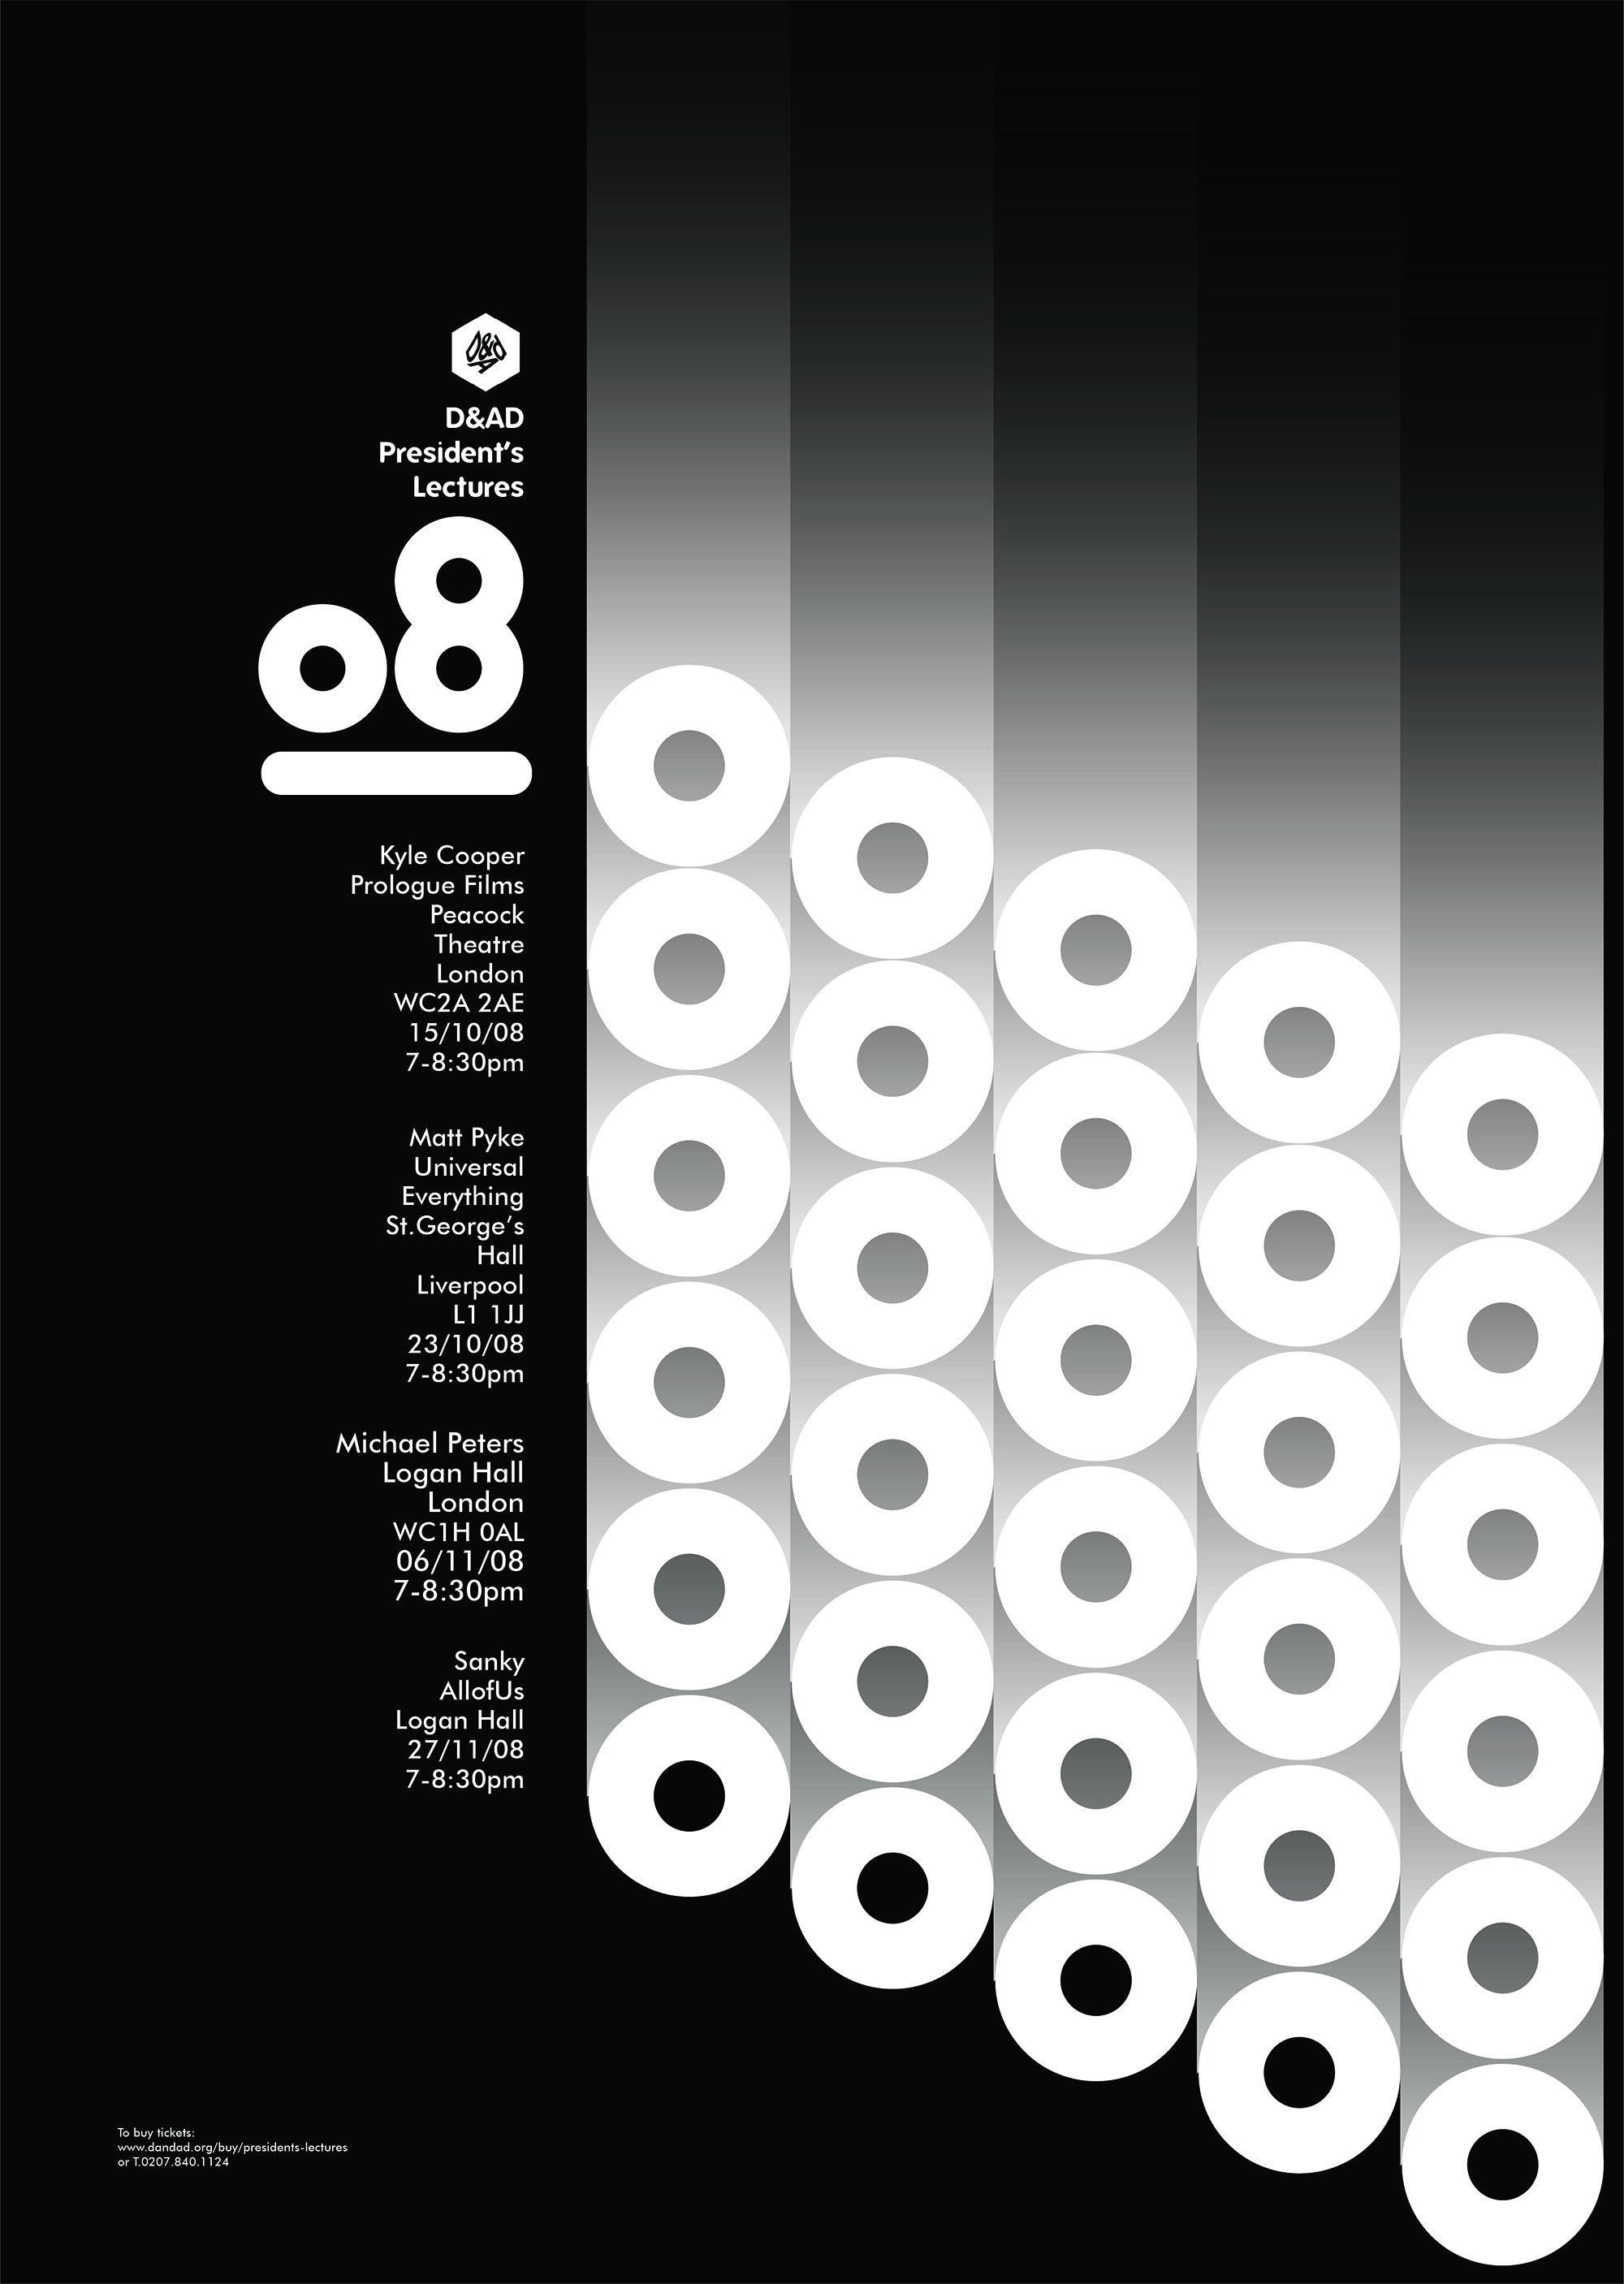 D&AD
D&AD
President's
Lectures
08
Kyle Cooper
Prologue Films
Peacock
Theatre
London
WC2A 2AE
15/10/08
7-8:30pm
Matt Pyke
Universal
Everything
St.George's
Hall
Liverpool
L1 1JJ
23/10/08
7-8:30pm
Michael Peters
Logan Hall
London
WC1H 0AL
06/11/08
7-8:30pm
Sanky
AllofUs
Logan Hall
27/11/08
7-8:30pm
To buy tickets:
www.dandad.org/buy/presidents-lectures
or T.0207.840.1124